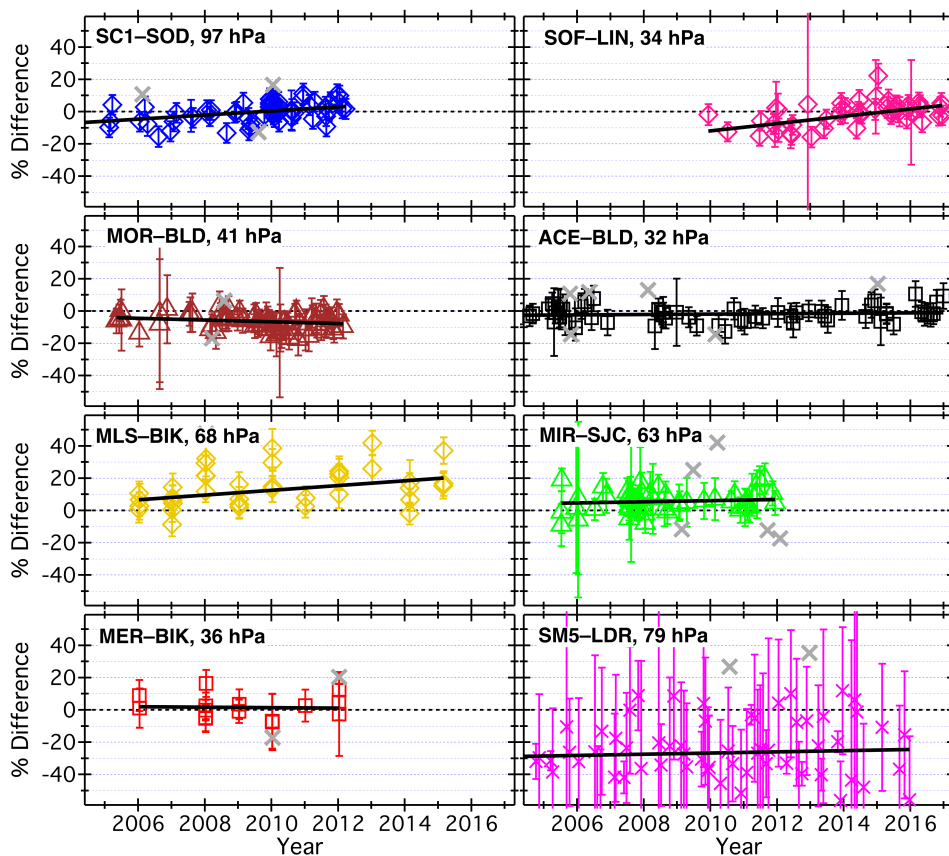 SC1–SOD, 97 hPa
SOF–LIN, 34 hPa
% Difference
40
20
0
-20
-40
MOR–BLD, 41 hPa
ACE–BLD, 32 hPa
% Difference
40
20
0
-20
-40
MLS–BIK, 68 hPa
MIR–SJC, 63 hPa
% Difference
40
20
0
-20
-40
MER–BIK, 36 hPa
SM5–LDR, 79 hPa
% Difference
40
20
0
-20
-40
2006 2008 2010 2012 2014 2016
2006 2008 2010 2012 2014 2016
Year
Year